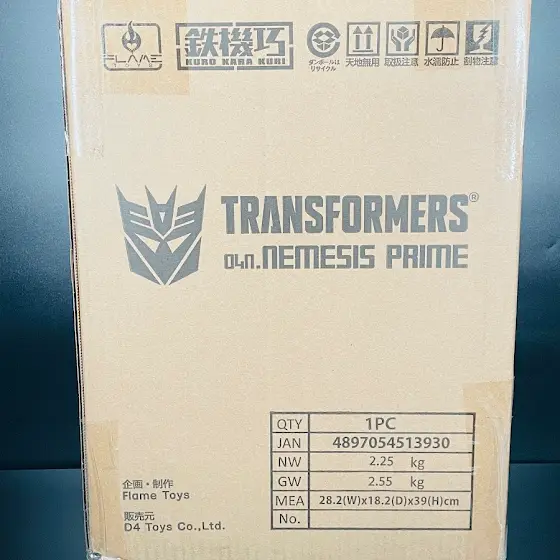 FLAME TOYS
鉄機巧
KURO KARA KURI
ダンボールはリサイクル
天地無用
取扱注意
水濡防止
割物注意
TRANSFORMERS®
04n.NEMESIS PRIME
QTY 1PC
JAN 4897054513930
NW 2.25 kg
GW 2.55 kg
MEA 28.2(W)x18.2(D)x39(H)cm
No.
企画・制作
Flame Toys
販売元
D4 Toys Co.,Ltd.